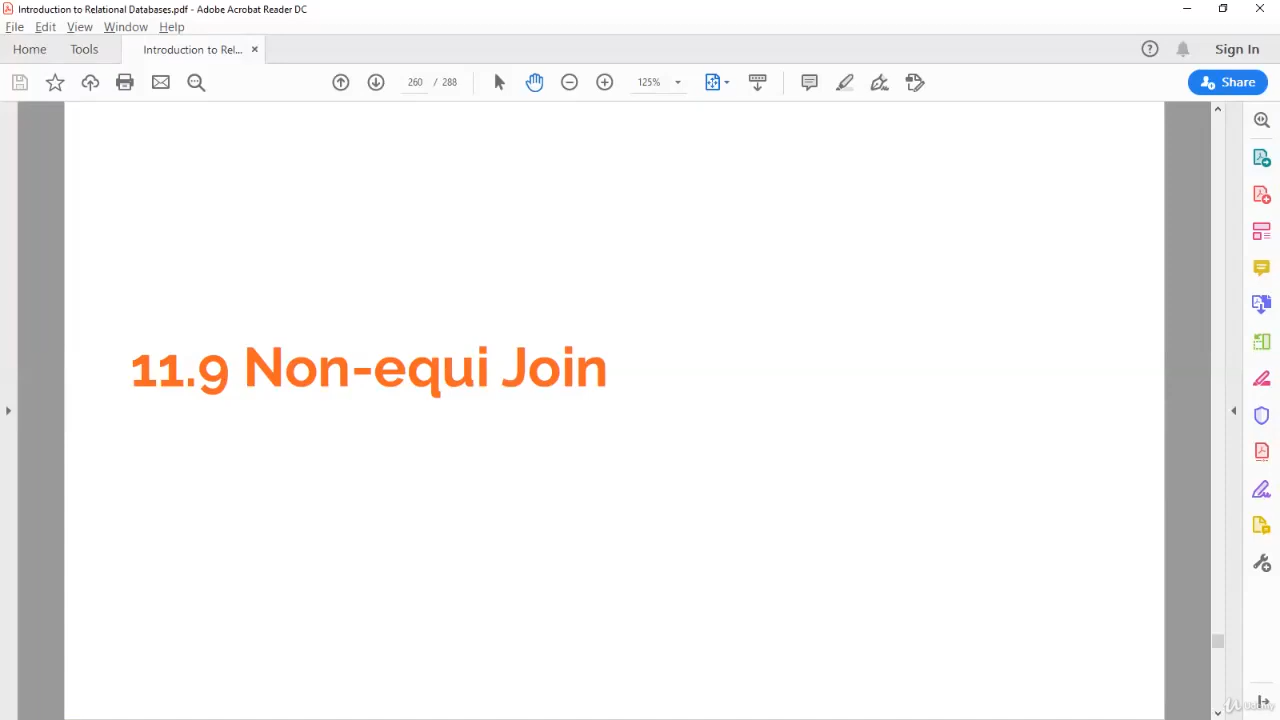 Introduction to Relational Databases.pdf - Adobe Acrobat Reader DC
File Edit View Window Help
Home Tools Introduction to Rel... × Sign In
260 / 288 125% Share
11.9 Non-equi Join
Udemy